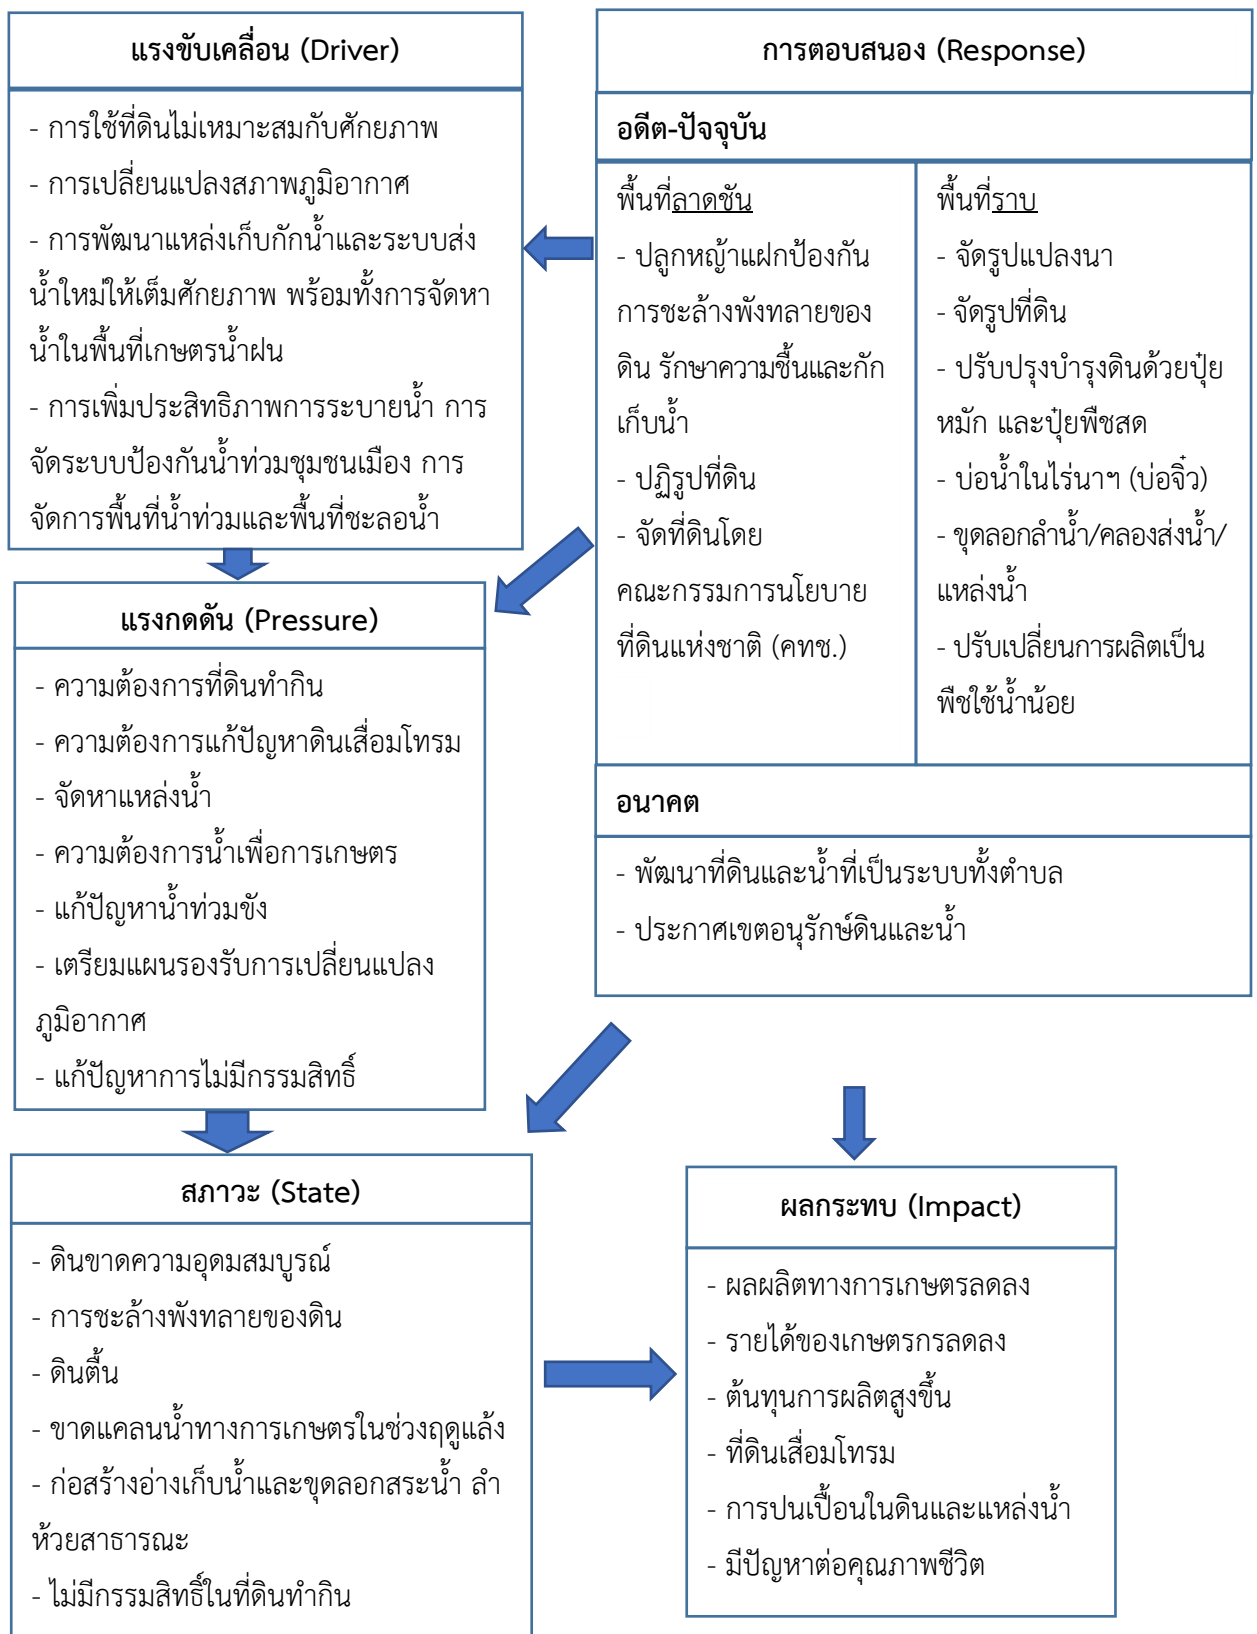 แรงขับเคลื่อน (Driver)
- การใช้ที่ดินไม่เหมาะสมกับศักยภาพ
- การเปลี่ยนแปลงสภาพภูมิอากาศ
- การพัฒนาแหล่งเก็บกักน้ำและระบบส่ง
น้ำใหม่ให้เต็มศักยภาพ พร้อมทั้งการจัดหา
น้ำในพื้นที่เกษตรน้ำฝน
- การเพิ่มประสิทธิภาพการระบายน้ำ การ
จัดระบบป้องกันน้ำท่วมชุมชนเมือง การ
จัดการพื้นที่น้ำท่วมและพื้นที่ชะลอน้ำ
แรงกดดัน (Pressure)
- ความต้องการที่ดินทำกิน
- ความต้องการแก้ปัญหาดินเสื่อมโทรม
- จัดหาแหล่งน้ำ
- ความต้องการน้ำเพื่อการเกษตร
- แก้ปัญหาน้ำท่วมขัง
- เตรียมแผนรองรับการเปลี่ยนแปลง
ภูมิอากาศ
- แก้ปัญหาการไม่มีกรรมสิทธิ์
การตอบสนอง (Response)
อดีต-ปัจจุบัน
พื้นที่ลาดชัน
- ปลูกหญ้าแฝกป้องกัน
การชะล้างพังทลายของ
ดิน รักษาความชื้นและกัก
เก็บน้ำ
- ปฏิรูปที่ดิน
- จัดที่ดินโดย
คณะกรรมการนโยบาย
ที่ดินแห่งชาติ (คทช.)
พื้นที่ราบ
- จัดรูปแปลงนา
- จัดรูปที่ดิน
- ปรับปรุงบำรุงดินด้วยปุ๋ย
หมัก และปุ๋ยพืชสด
- บ่อน้ำในไร่นาฯ (บ่อจิ๋ว)
- ขุดลอกลำน้ำ/คลองส่งน้ำ/
แหล่งน้ำ
- ปรับเปลี่ยนการผลิตเป็น
พืชใช้น้ำน้อย
อนาคต
- พัฒนาที่ดินและน้ำที่เป็นระบบทั้งตำบล
- ประกาศเขตอนุรักษ์ดินและน้ำ
สภาวะ (State)
- ดินขาดความอุดมสมบูรณ์
- การชะล้างพังทลายของดิน
- ดินตื้น
- ขาดแคลนน้ำทางการเกษตรในช่วงฤดูแล้ง
- ก่อสร้างอ่างเก็บน้ำและขุดลอกสระน้ำ ลำ
ห้วยสาธารณะ
- ไม่มีกรรมสิทธิ์ในที่ดินทำกิน
ผลกระทบ (Impact)
- ผลผลิตทางการเกษตรลดลง
- รายได้ของเกษตรกรลดลง
- ต้นทุนการผลิตสูงขึ้น
- ที่ดินเสื่อมโทรม
- การปนเปื้อนในดินและแหล่งน้ำ
- มีปัญหาต่อคุณภาพชีวิต